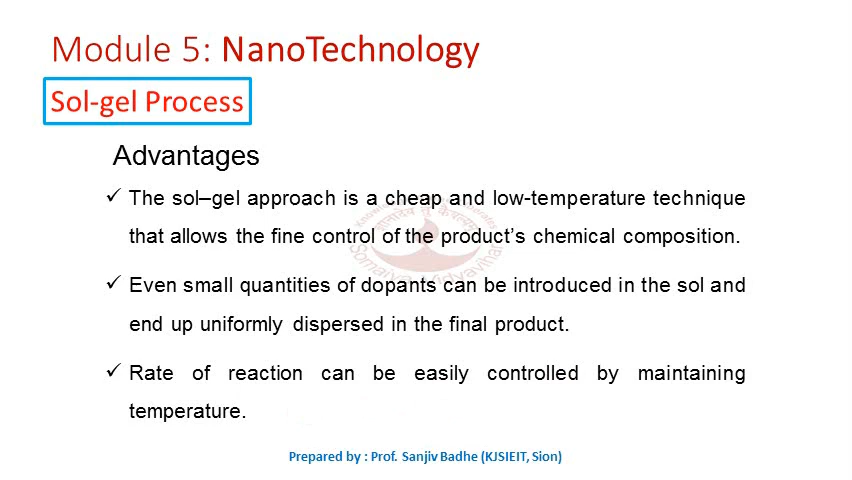 Module 5: NanoTechnology
Sol-gel Process
Advantages
✓ The sol–gel approach is a cheap and low-temperature technique
that allows the fine control of the product’s chemical composition.
✓ Even small quantities of dopants can be introduced in the sol and
end up uniformly dispersed in the final product.
✓ Rate of reaction can be easily controlled by maintaining
temperature.
Somaiya Vidyavihar
Prepared by : Prof. Sanjiv Badhe (KJSIEIT, Sion)